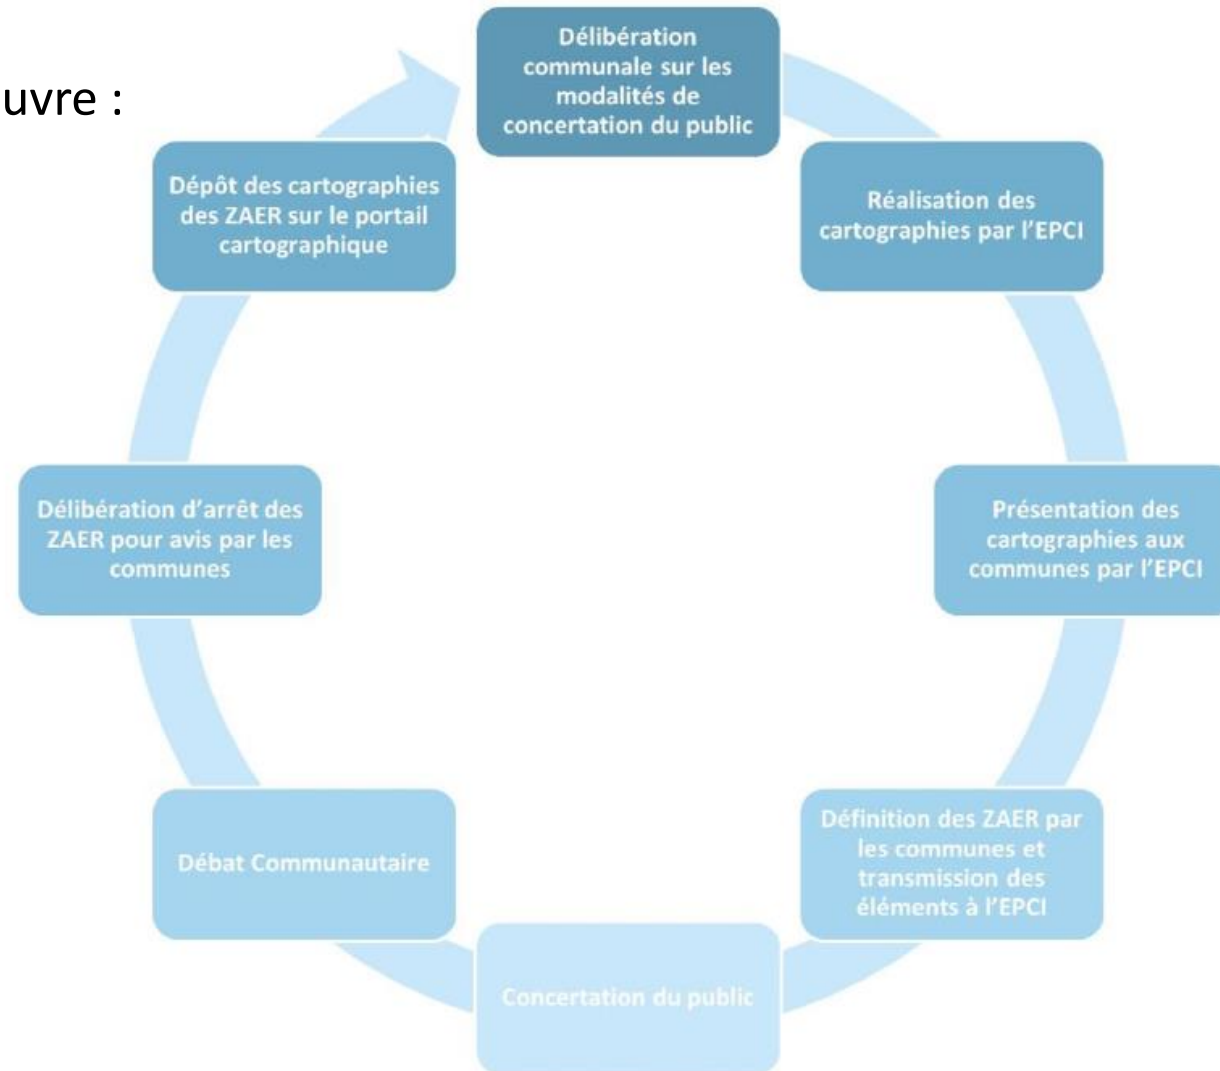 uvre :
Délibération
communale sur les
modalités de
concertation du public
Réalisation des
cartographies par l'EPCI
Présentation des
cartographies aux
communes par l'EPCI
Définition des ZAER par
les communes et
transmission des
éléments à l'EPCI
Concertation du public
Débat Communautaire
Délibération d'arrêt des
ZAER pour avis par les
communes
Dépôt des cartographies
des ZAER sur le portail
cartographique